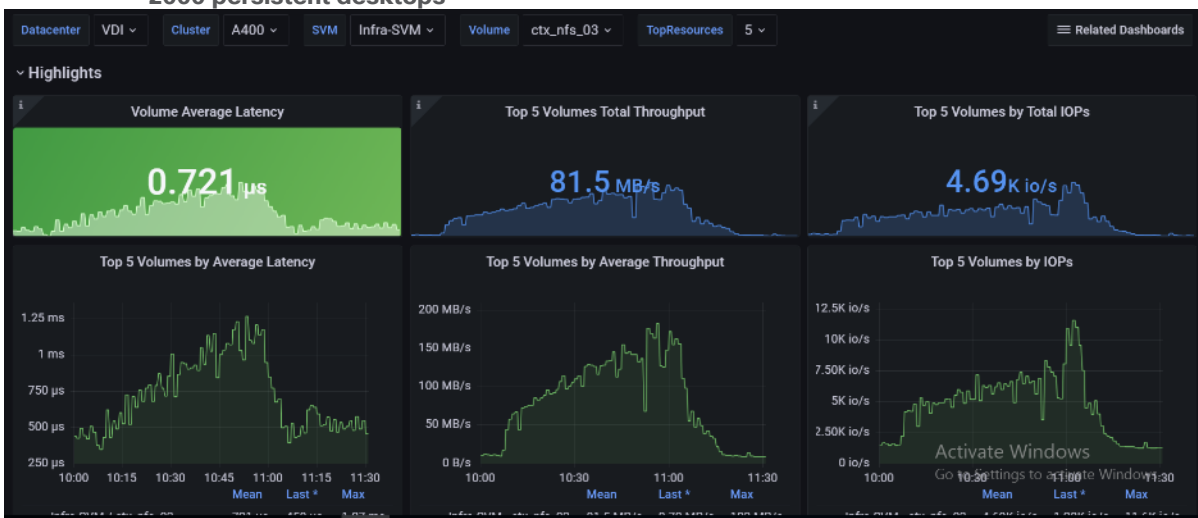 2000 persistent desktops
Datacenter VDI Cluster A400 SVM Infra-SVM Volume ctx_nfs_03 TopResources 5 Related Dashboards
Highlights
Volume Average Latency
0.721 µs
Top 5 Volumes Total Throughput
81.5 MB/s
Top 5 Volumes by Total IOPs
4.69K io/s
Top 5 Volumes by Average Latency
1.25 ms
1 ms
750 µs
500 µs
250 µs
10:00 10:15 10:30 10:45 11:00 11:15 11:30
Mean Last * Max
Top 5 Volumes by Average Throughput
200 MB/s
150 MB/s
100 MB/s
50 MB/s
0 B/s
10:00 10:30 11:00 11:30
Mean Last * Max
Top 5 Volumes by IOPs
12.5K io/s
10K io/s
7.50K io/s
5K io/s
2.50K io/s
0 io/s
10:00 10:30 11:00 11:30
Mean Last * Max
Activate Windows
Go to Settings to activate Windows.